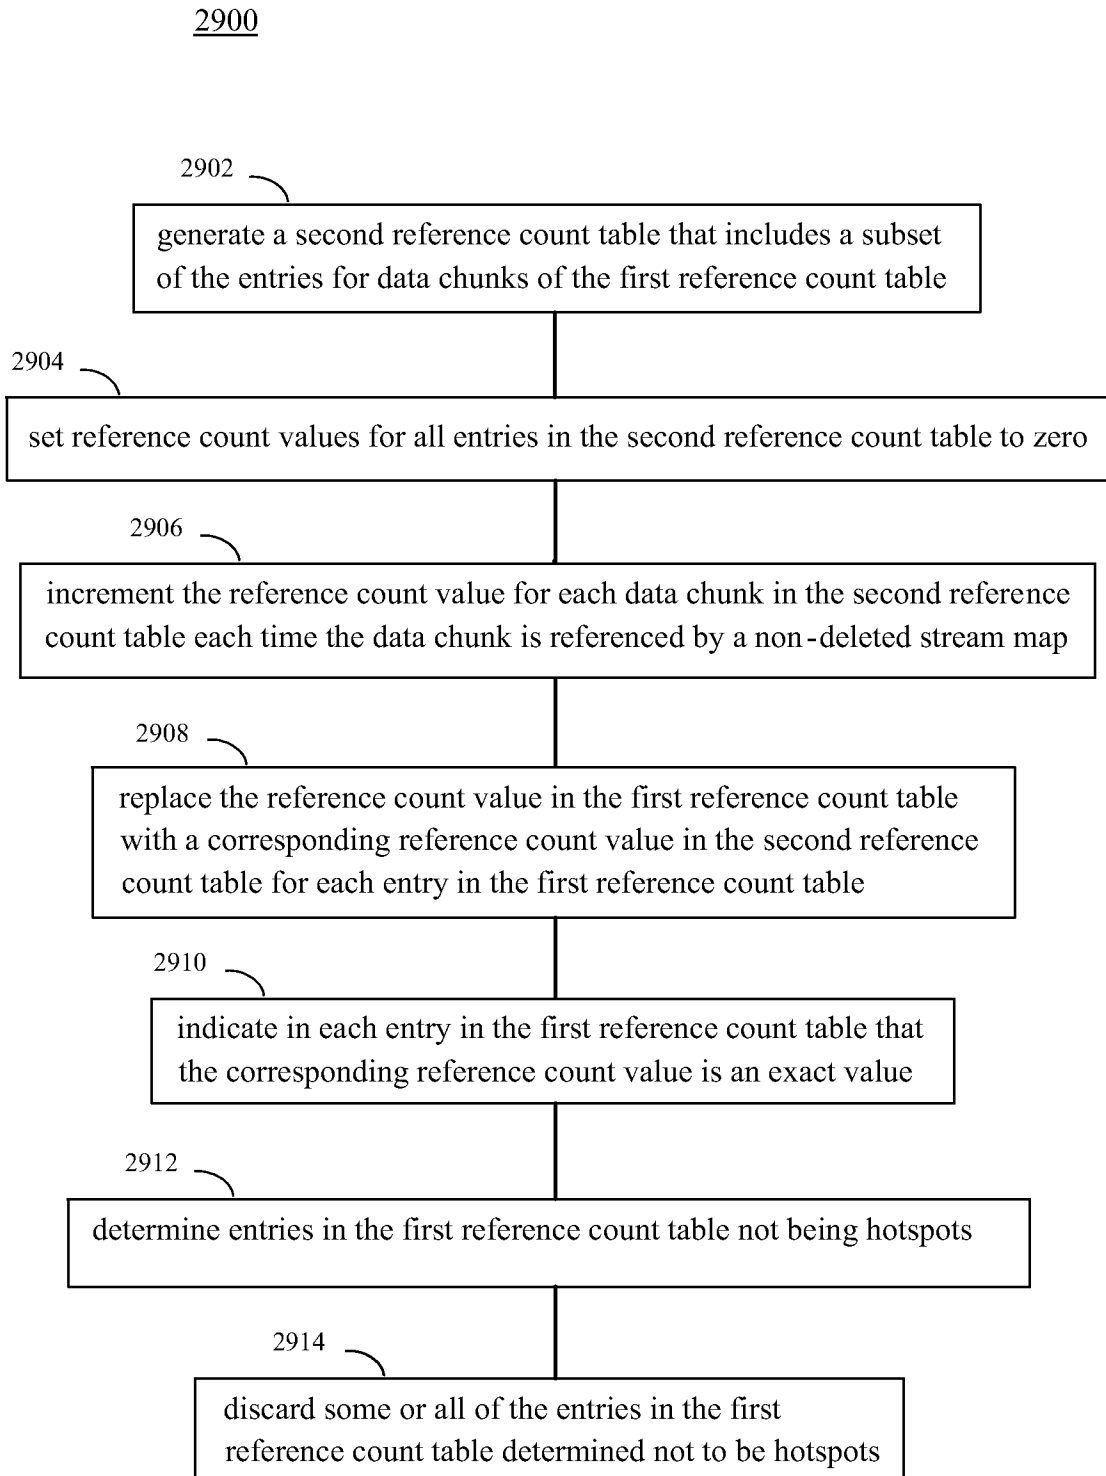 2900
2902
generate a second reference count table that includes a subset
of the entries for data chunks of the first reference count table
2904
set reference count values for all entries in the second reference count table to zero
2906
increment the reference count value for each data chunk in the second reference
count table each time the data chunk is referenced by a non-deleted stream map
2908
replace the reference count value in the first reference count table
with a corresponding reference count value in the second reference
count table for each entry in the first reference count table
2910
indicate in each entry in the first reference count table that
the corresponding reference count value is an exact value
2912
determine entries in the first reference count table not being hotspots
2914
discard some or all of the entries in the first
reference count table determined not to be hotspots